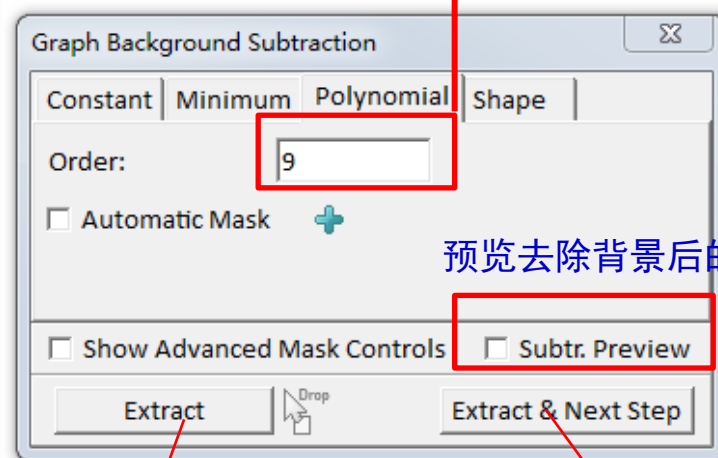 Graph Background Subtraction
Constant Minimum Polynomial Shape
Order: 9
Automatic Mask
预览去除背景后的
Show Advanced Mask Controls Subtr. Preview
Extract Drop Extract & Next Step